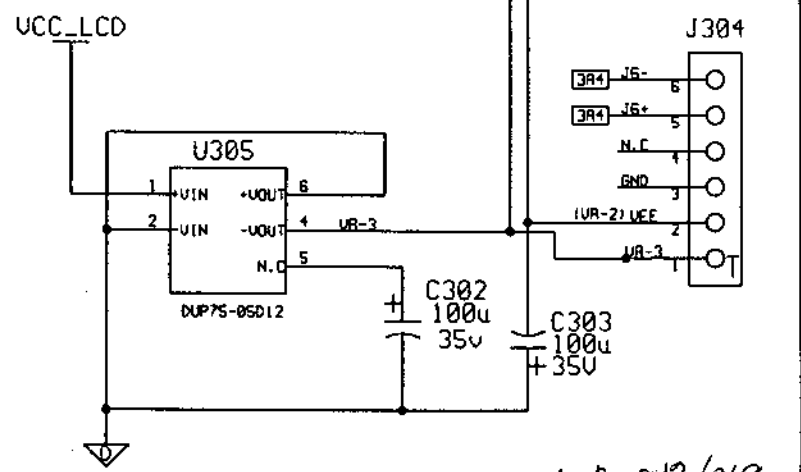 VCC_LCD
J304
3A4 JG- 6
3A4 JG+ 5
N.C 4
GND 3
(VR-2) VEE 2
VR-3 1
U305
1 +VIN +VOUT 6
2 -VIN -VOUT 4 VR-3
N.C 5
DVP7S-05D12
+ C302
100u
35v
C303
100u
+ 35V
D